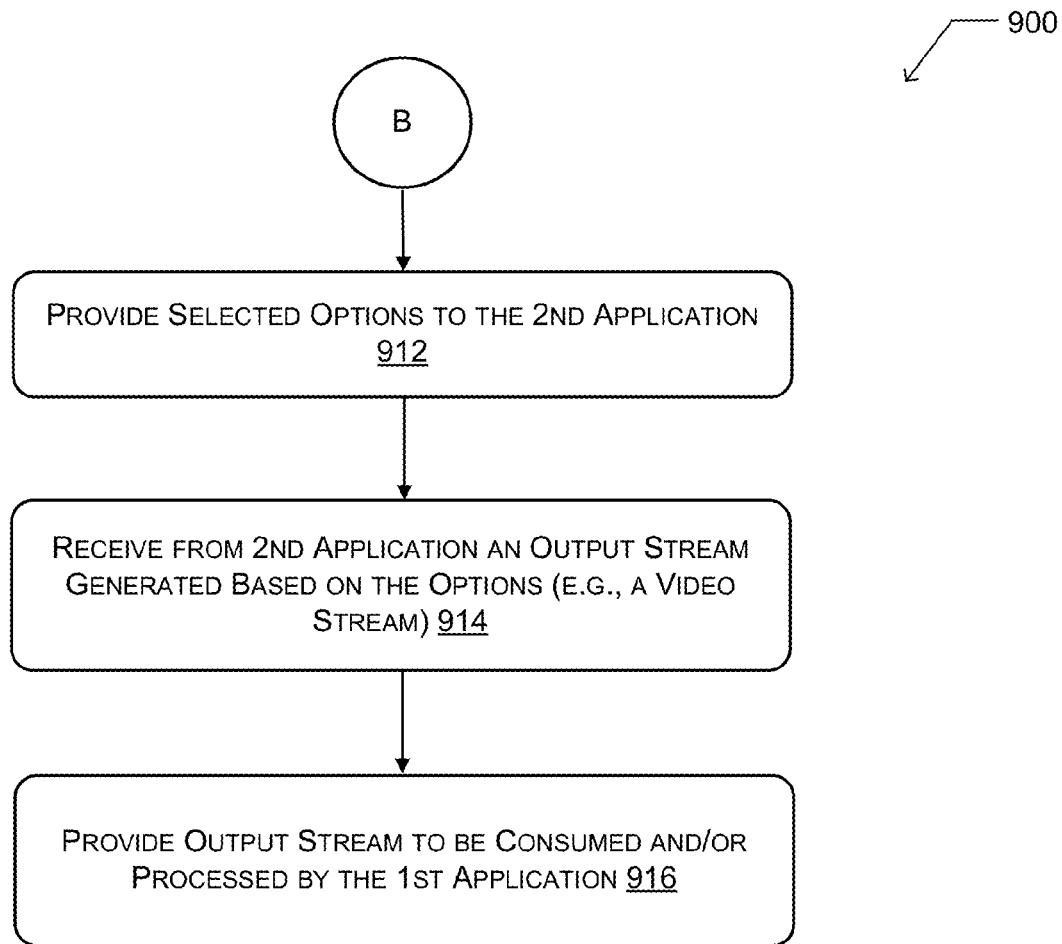 900
B
PROVIDE SELECTED OPTIONS TO THE 2ND APPLICATION
912
RECEIVE FROM 2ND APPLICATION AN OUTPUT STREAM
GENERATED BASED ON THE OPTIONS (E.G., A VIDEO
STREAM) 914
PROVIDE OUTPUT STREAM TO BE CONSUMED AND/OR
PROCESSED BY THE 1ST APPLICATION 916